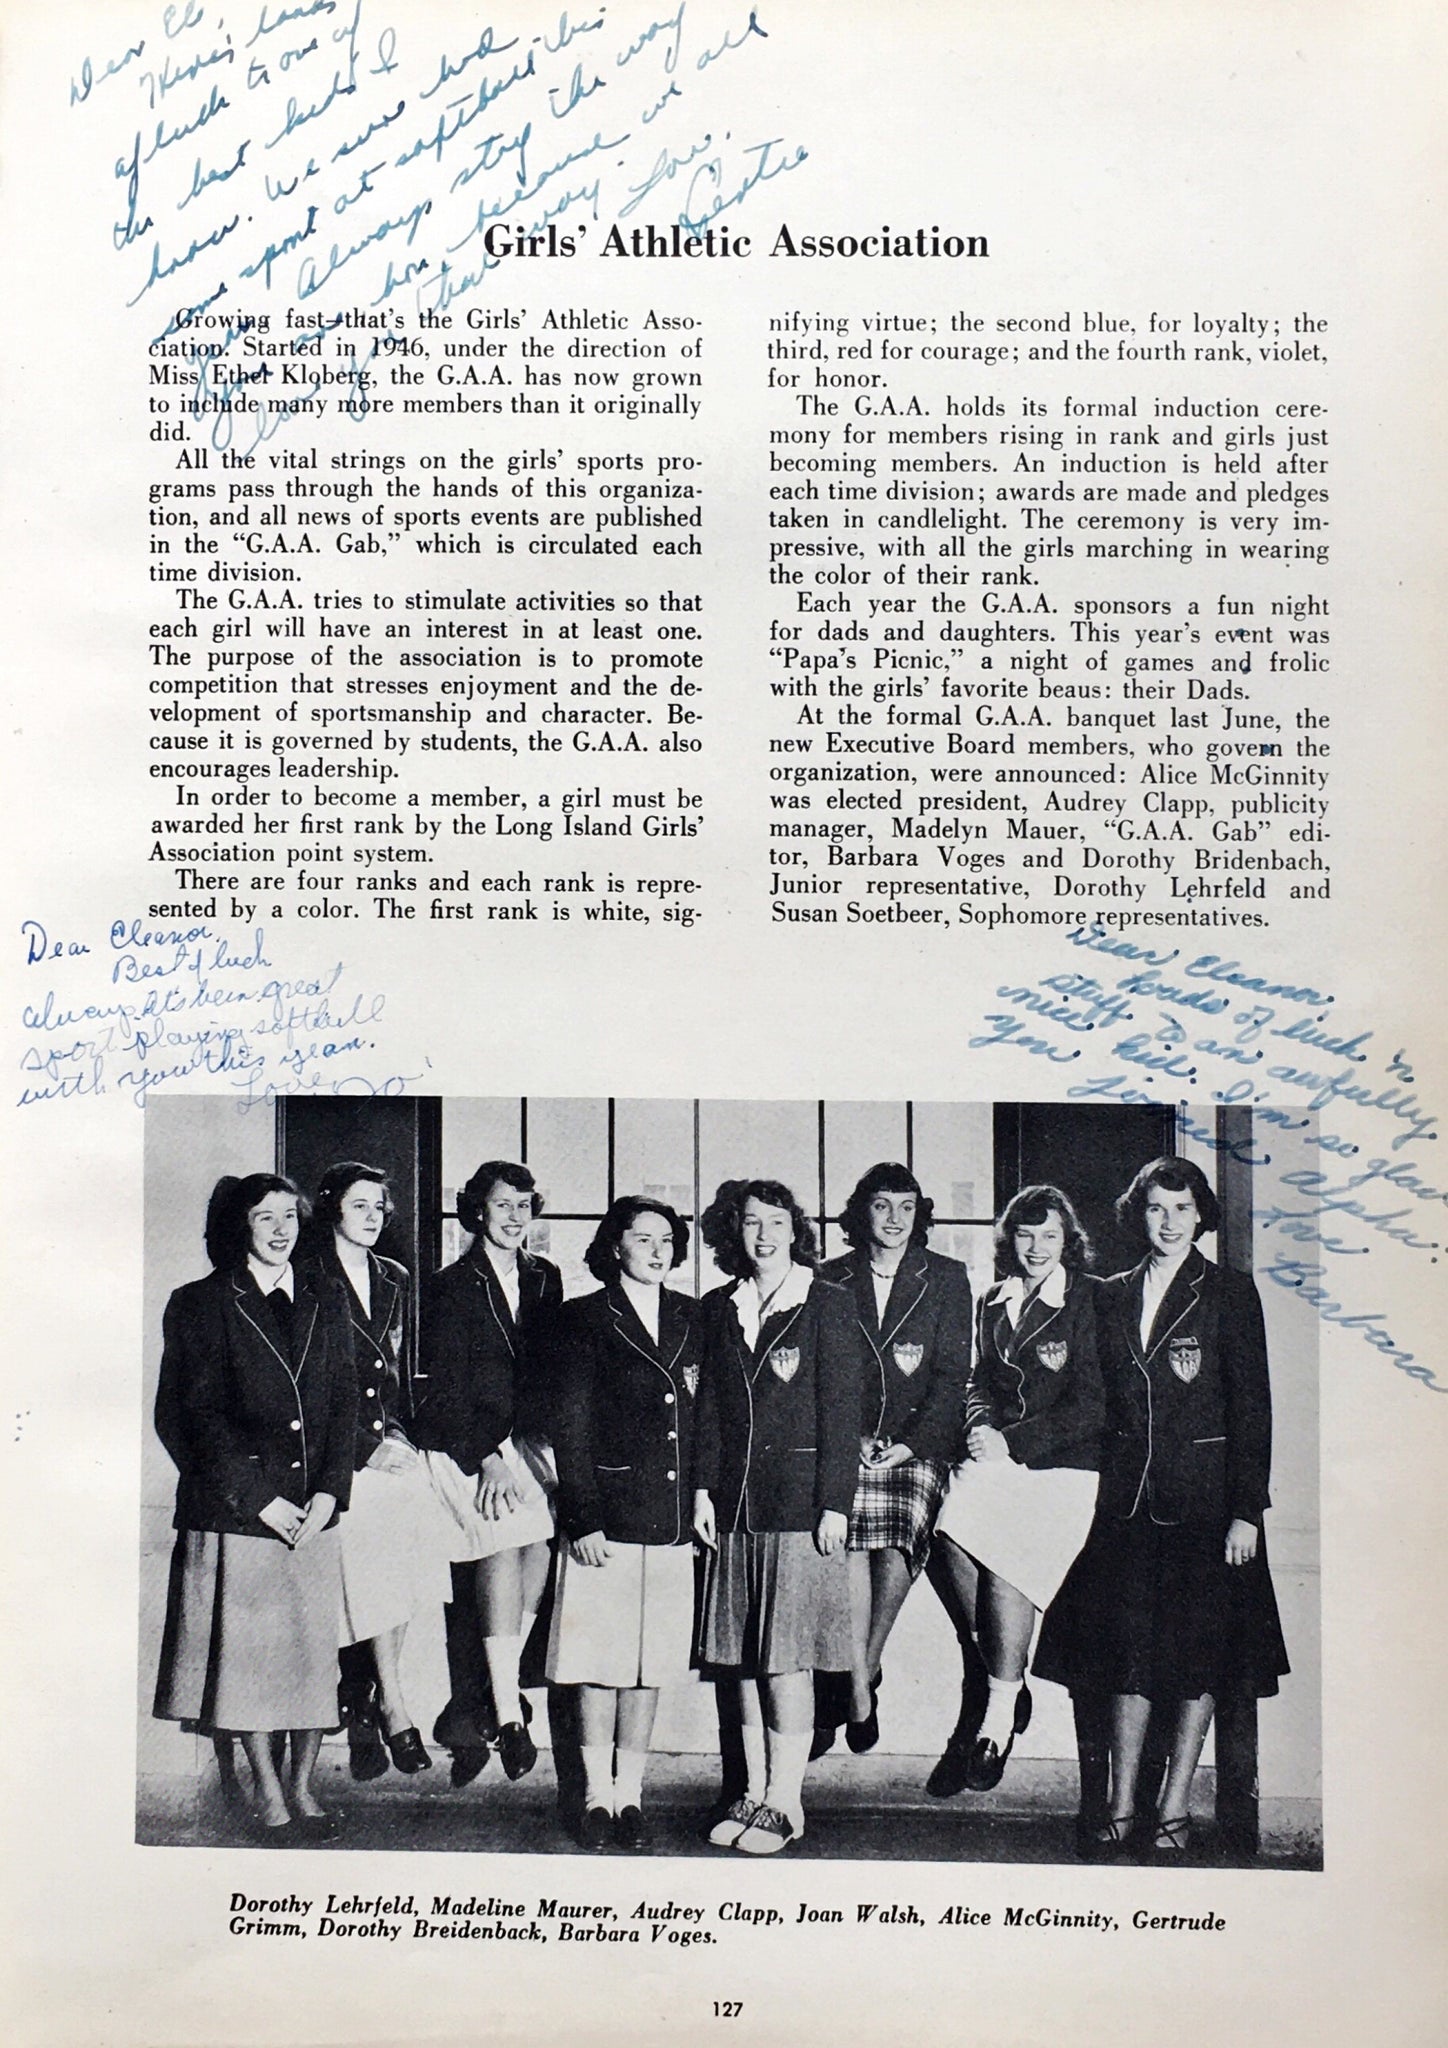 Dear El,
Here's loads
of luck to one of
the best kids I
know. We sure had
some sport at softball this
year. Always stay the way
you are hon, because we all
love you that way. Love,
Gertie
Girls' Athletic Association
Growing fast—that's the Girls' Athletic Asso-
ciation. Started in 1946, under the direction of
Miss Ethel Kloberg, the G.A.A. has now grown
to include many more members than it originally
did.
All the vital strings on the girls' sports pro-
grams pass through the hands of this organiza-
tion, and all news of sports events are published
in the “G.A.A. Gab,” which is circulated each
time division.
The G.A.A. tries to stimulate activities so that
each girl will have an interest in at least one.
The purpose of the association is to promote
competition that stresses enjoyment and the de-
velopment of sportsmanship and character. Be-
cause it is governed by students, the G.A.A. also
encourages leadership.
In order to become a member, a girl must be
awarded her first rank by the Long Island Girls'
Association point system.
There are four ranks and each rank is repre-
sented by a color. The first rank is white, sig-
nifying virtue; the second blue, for loyalty; the
third, red for courage; and the fourth rank, violet,
for honor.
The G.A.A. holds its formal induction cere-
mony for members rising in rank and girls just
becoming members. An induction is held after
each time division; awards are made and pledges
taken in candlelight. The ceremony is very im-
pressive, with all the girls marching in wearing
the color of their rank.
Each year the G.A.A. sponsors a fun night
for dads and daughters. This year's event was
“Papa's Picnic,” a night of games and frolic
with the girls' favorite beaus: their Dads.
At the formal G.A.A. banquet last June, the
new Executive Board members, who govern the
organization, were announced: Alice McGinnity
was elected president, Audrey Clapp, publicity
manager, Madelyn Mauer, “G.A.A. Gab” edi-
tor, Barbara Voges and Dorothy Bridenbach,
Junior representative, Dorothy Lehrfeld and
Susan Soetbeer, Sophomore representatives.
Dear Eleanor,
Best of luck
always. It's been great
sport playing softball
with you this year.
Love, Jo
Dear Eleanor,
Loads of luck 'n
stuff to an awfully
nice kid. I'm so glad
you joined Alpha.
Love
Barbara
Dorothy Lehrfeld, Madeline Maurer, Audrey Clapp, Joan Walsh, Alice McGinnity, Gertrude
Grimm, Dorothy Breidenback, Barbara Voges.
127